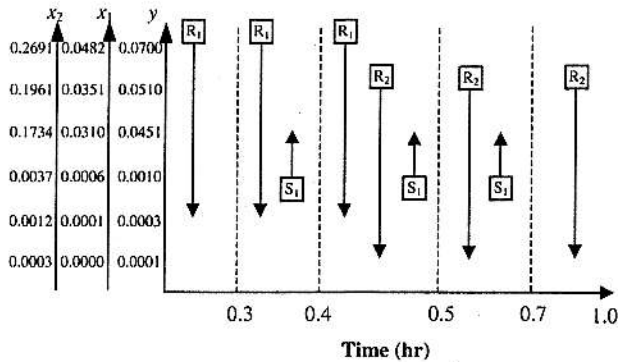 x2 x1 y
R1 R1 R1
0.2691 0.0482 0.0700
R2 R2 R2
0.1961 0.0351 0.0510
0.1734 0.0310 0.0451
0.0037 0.0006 0.0010
S1 S1 S1
0.0012 0.0001 0.0003
0.0003 0.0000 0.0001
0.3 0.4 0.5 0.7 1.0
Time (hr)